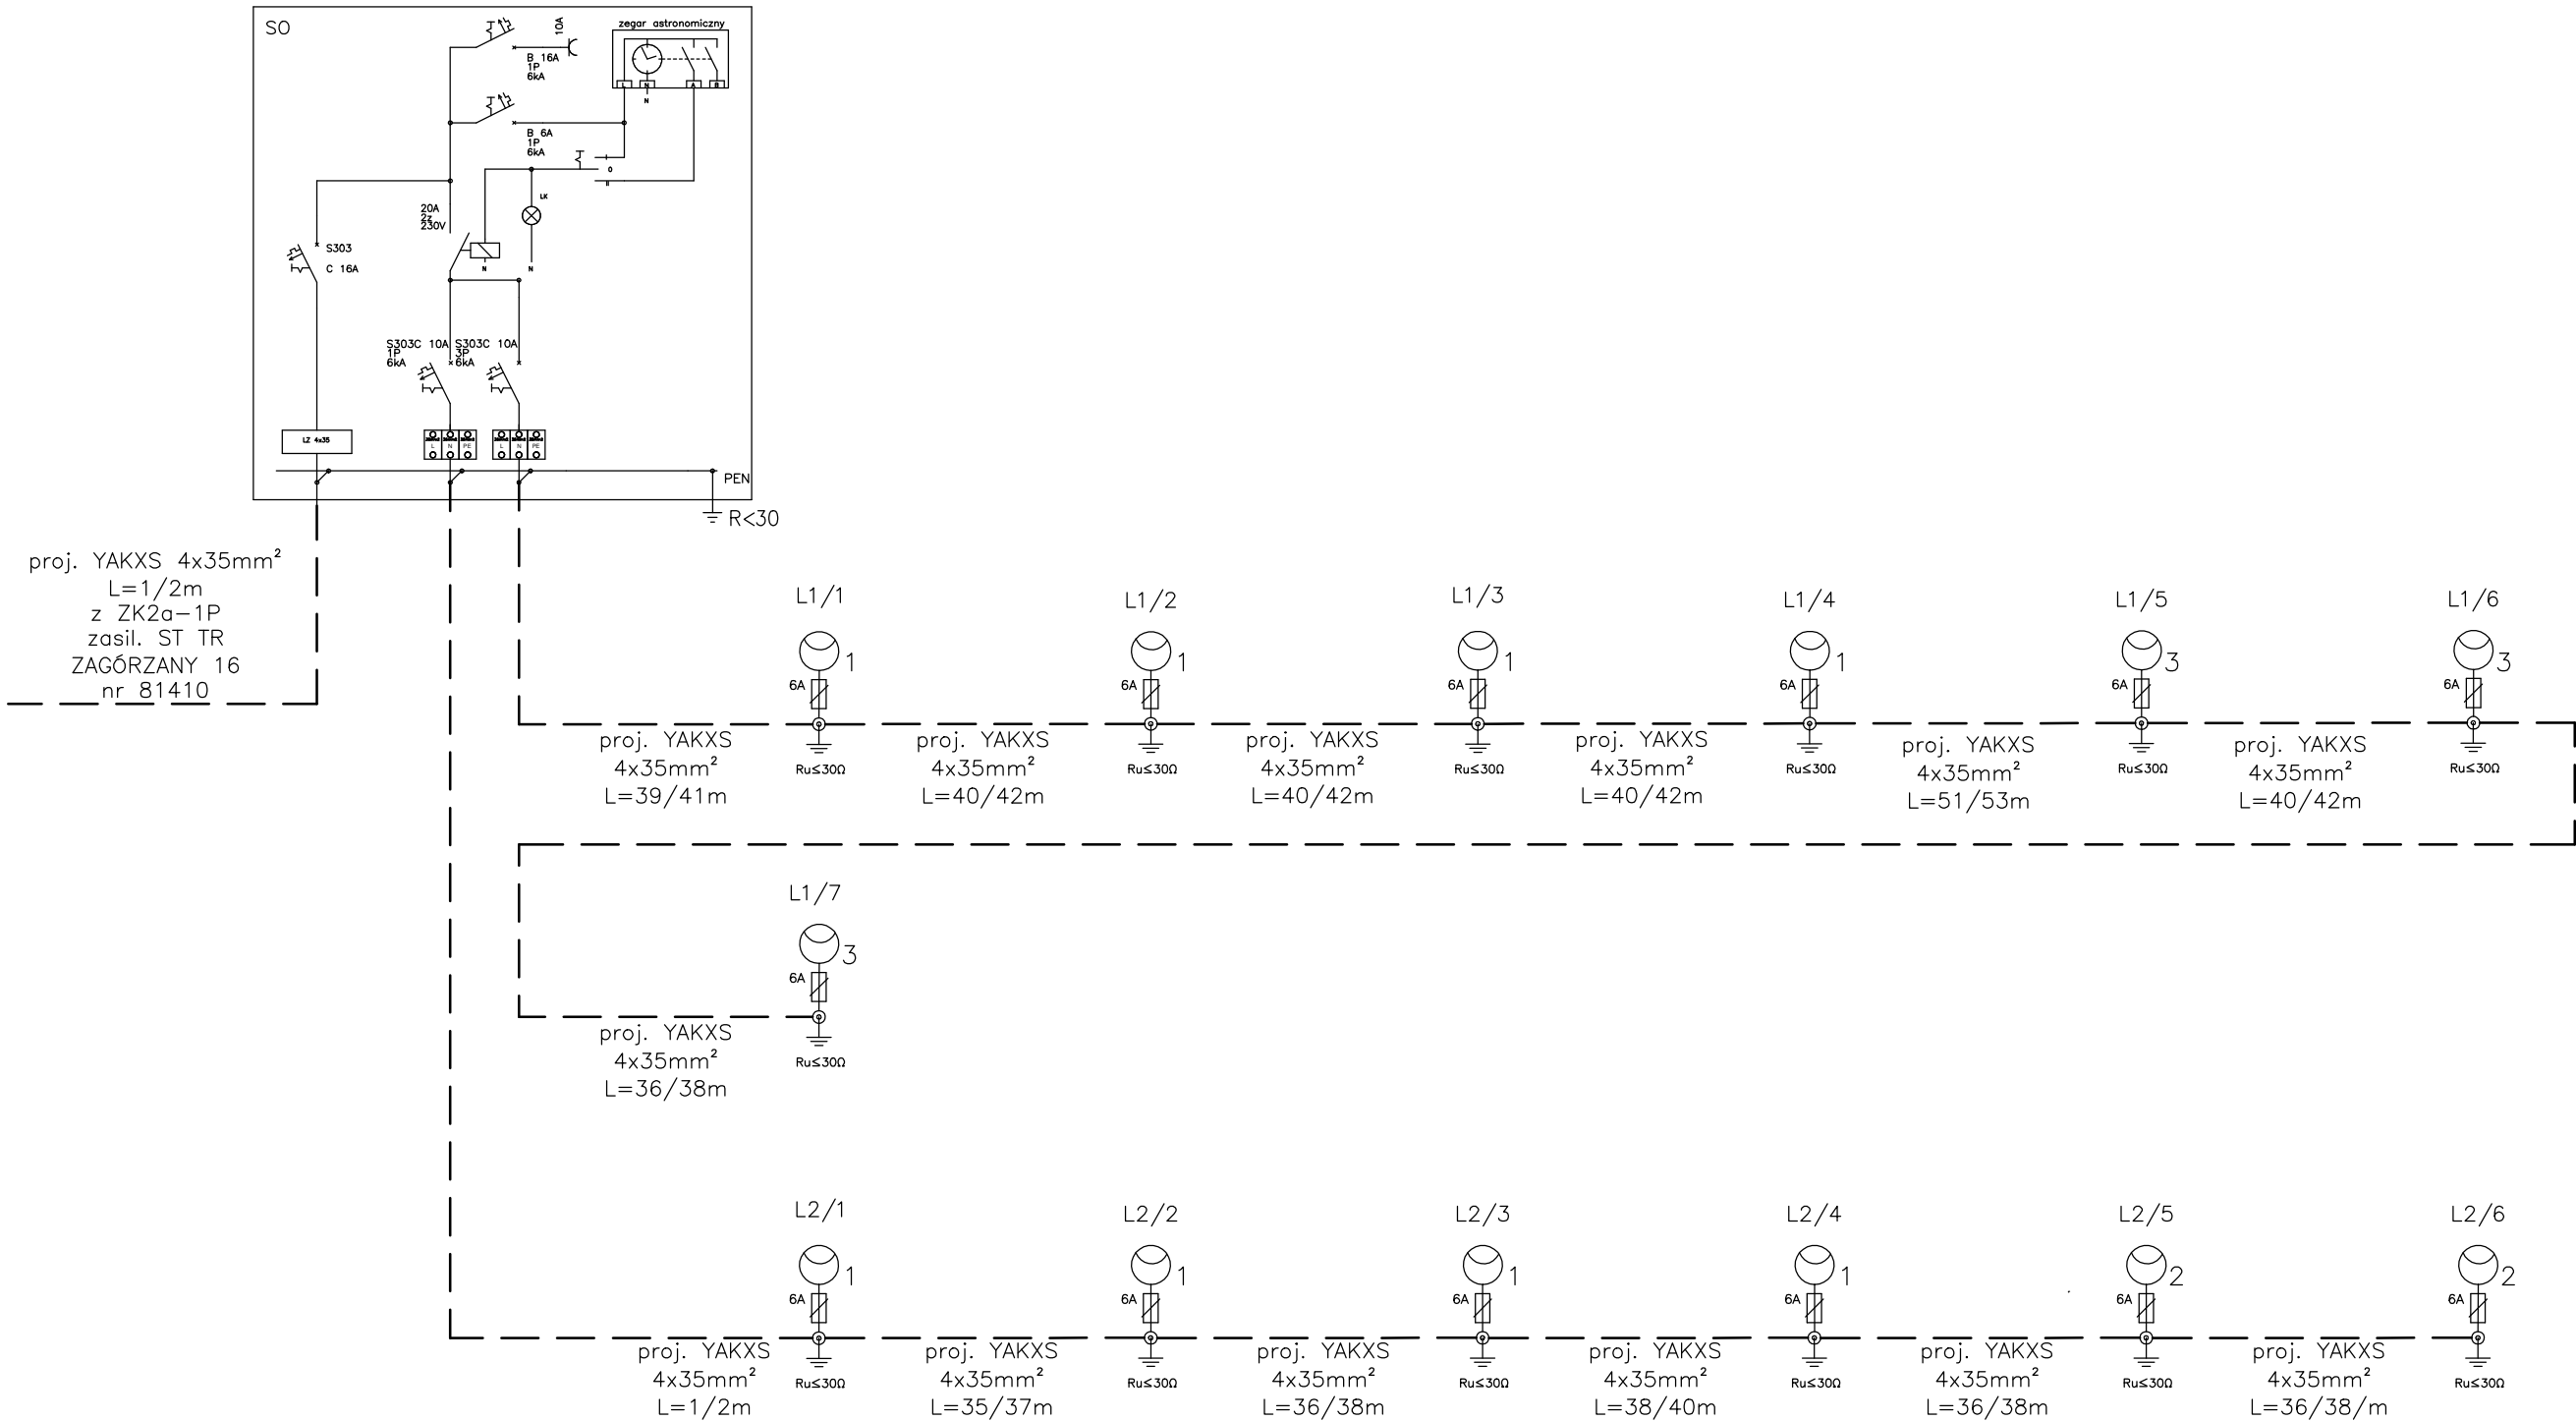 SO
10A
zegar astronomiczny
B 16A
1P
6kA
L
N
A
B
N
B 6A
1P
6kA
I
0
II
LK
20A
2z
230V
S303
C 16A
N
N
S303C 10A
1P
6kA
S303C 10A
3P
6kA
LZ 4x35
L
N
PE
L
N
PE
PEN
R<30
proj. YAKXS 4x35mm²
L=1/2m
z ZK2a-1P
zasil. ST TR
ZAGÓRZANY 16
nr 81410
L1/1
L1/2
L1/3
L1/4
L1/5
L1/6
1
1
1
1
3
3
6A
6A
6A
6A
6A
6A
proj. YAKXS
4x35mm²
L=39/41m
Ru≤30Ω
proj. YAKXS
4x35mm²
L=40/42m
Ru≤30Ω
proj. YAKXS
4x35mm²
L=40/42m
Ru≤30Ω
proj. YAKXS
4x35mm²
L=40/42m
Ru≤30Ω
proj. YAKXS
4x35mm²
L=51/53m
Ru≤30Ω
proj. YAKXS
4x35mm²
L=40/42m
Ru≤30Ω
L1/7
3
6A
proj. YAKXS
4x35mm²
L=36/38m
Ru≤30Ω
L2/1
L2/2
L2/3
L2/4
L2/5
L2/6
1
1
1
1
2
2
6A
6A
6A
6A
6A
6A
proj. YAKXS
4x35mm²
L=1/2m
Ru≤30Ω
proj. YAKXS
4x35mm²
L=35/37m
Ru≤30Ω
proj. YAKXS
4x35mm²
L=36/38m
Ru≤30Ω
proj. YAKXS
4x35mm²
L=38/40m
Ru≤30Ω
proj. YAKXS
4x35mm²
L=36/38m
Ru≤30Ω
proj. YAKXS
4x35mm²
L=36/38/m
Ru≤30Ω